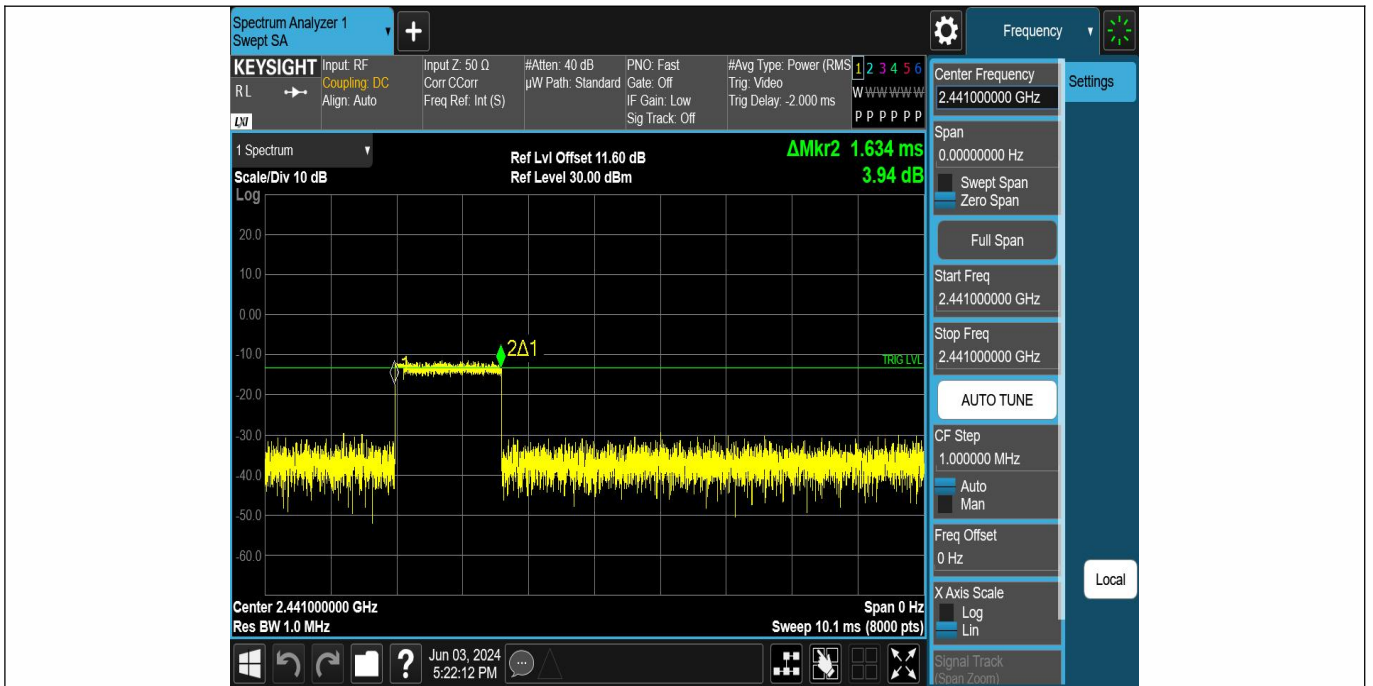 Spectrum Analyzer 1
Swept SA
+
Frequency
KEYSIGHT
RL
LXI
Input: RF
Coupling: DC
Align: Auto
Input Z: 50 Ω
Corr CCorr
Freq Ref: Int (S)
#Atten: 40 dB
µW Path: Standard
PNO: Fast
Gate: Off
IF Gain: Low
Sig Track: Off
#Avg Type: Power (RMS
Trig: Video
Trig Delay: -2.000 ms
1 2 3 4 5 6
W W W W W W
P P P P P P
1 Spectrum
Scale/Div 10 dB
Log
Ref Lvl Offset 11.60 dB
Ref Level 30.00 dBm
ΔMkr2 1.634 ms
3.94 dB
20.0
10.0
0.00
-10.0
-20.0
-30.0
-40.0
-50.0
-60.0
1
2Δ1
TRIG LVL
Center 2.441000000 GHz
Res BW 1.0 MHz
Span 0 Hz
Sweep 10.1 ms (8000 pts)
Center Frequency
2.441000000 GHz
Settings
Span
0.00000000 Hz
Swept Span
Zero Span
Full Span
Start Freq
2.441000000 GHz
Stop Freq
2.441000000 GHz
AUTO TUNE
CF Step
1.000000 MHz
Auto
Man
Freq Offset
0 Hz
X Axis Scale
Log
Lin
Signal Track
(Span Zoom)
Local
?
Jun 03, 2024
5:22:12 PM